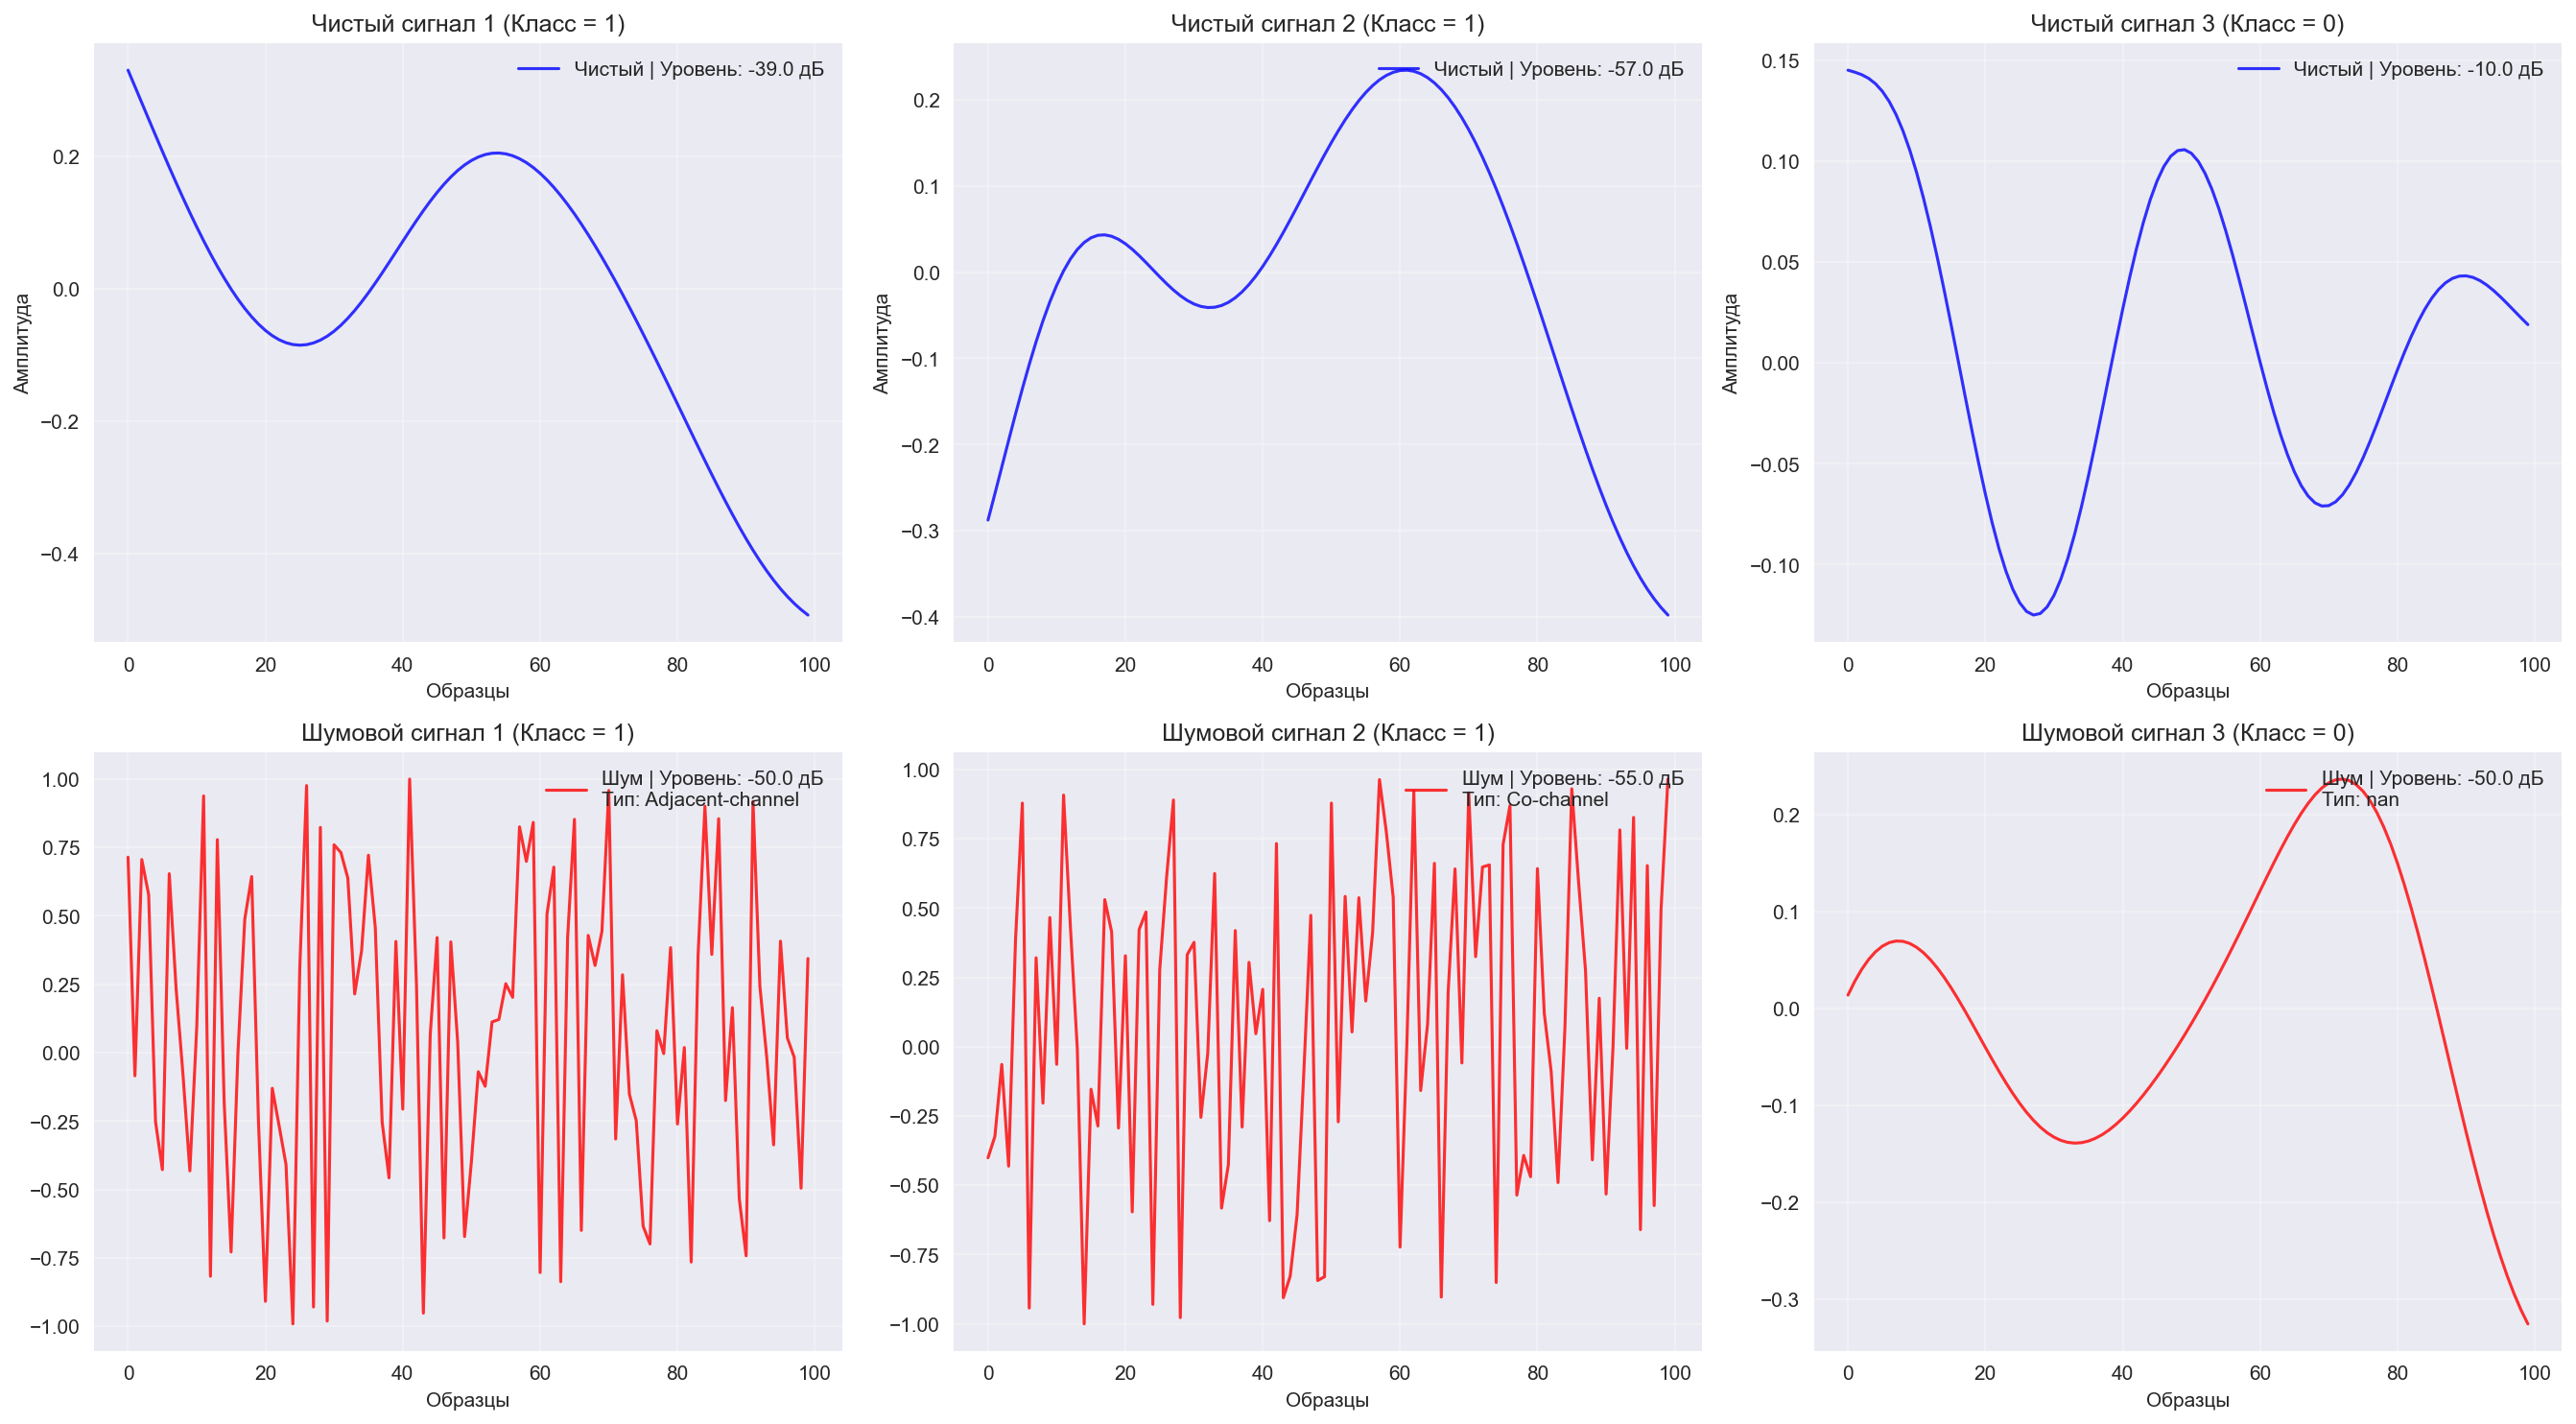 Чистый сигнал 1 (Класс = 1)
Чистый | Уровень: -39.0 дБ
Амплитуда
0.2
0.0
−0.2
−0.4
0 20 40 60 80 100
Образцы
Чистый сигнал 2 (Класс = 1)
Чистый | Уровень: -57.0 дБ
Амплитуда
0.2
0.1
0.0
−0.1
−0.2
−0.3
−0.4
0 20 40 60 80 100
Образцы
Чистый сигнал 3 (Класс = 0)
Чистый | Уровень: -10.0 дБ
Амплитуда
0.15
0.10
0.05
0.00
−0.05
−0.10
0 20 40 60 80 100
Образцы
Шумовой сигнал 1 (Класс = 1)
Шум | Уровень: -50.0 дБ
Тип: Adjacent-channel
1.00
0.75
0.50
0.25
0.00
−0.25
−0.50
−0.75
−1.00
0 20 40 60 80 100
Образцы
Шумовой сигнал 2 (Класс = 1)
Шум | Уровень: -55.0 дБ
Тип: Co-channel
1.00
0.75
0.50
0.25
0.00
−0.25
−0.50
−0.75
−1.00
0 20 40 60 80 100
Образцы
Шумовой сигнал 3 (Класс = 0)
Шум | Уровень: -50.0 дБ
Тип: nan
0.2
0.1
0.0
−0.1
−0.2
−0.3
0 20 40 60 80 100
Образцы